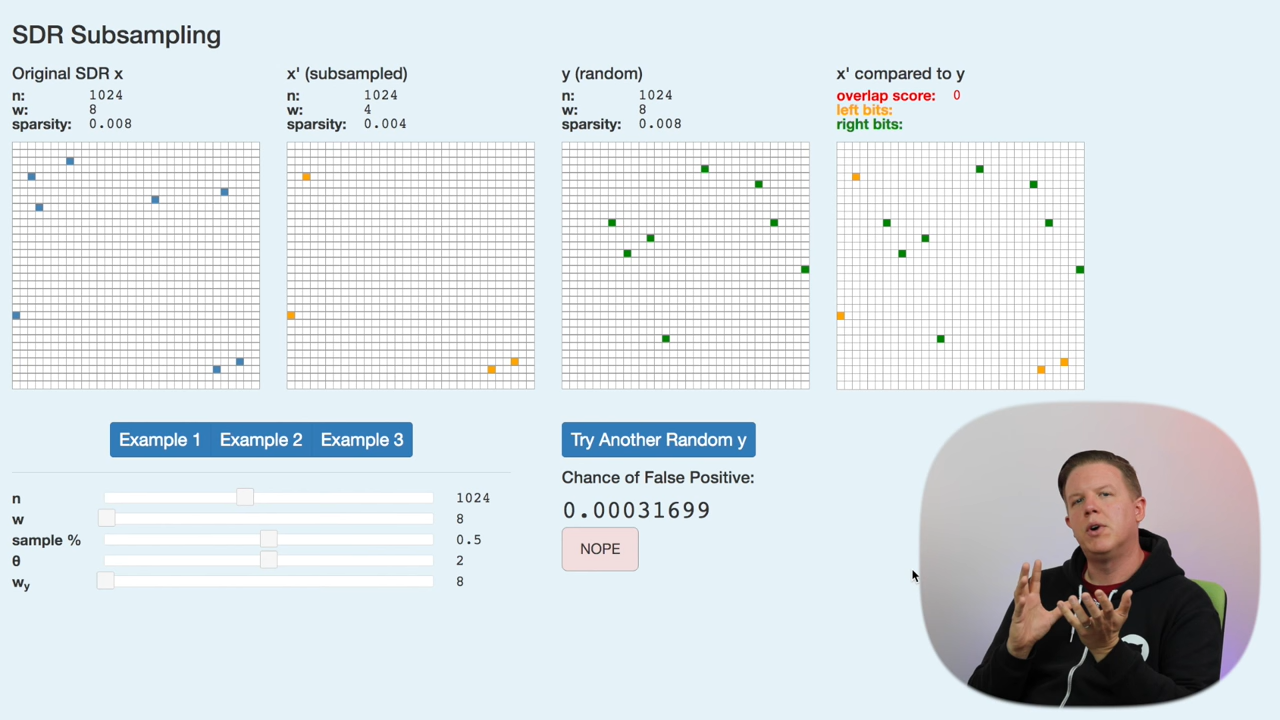 SDR Subsampling
Original SDR x
n: 1024
w: 8
sparsity: 0.008
x' (subsampled)
n: 1024
w: 4
sparsity: 0.004
y (random)
n: 1024
w: 8
sparsity: 0.008
x' compared to y
overlap score: 0
left bits:
right bits:
Example 1 Example 2 Example 3
n 1024
w 8
sample % 0.5
θ 2
wy 8
Try Another Random y
Chance of False Positive:
0.00031699
NOPE